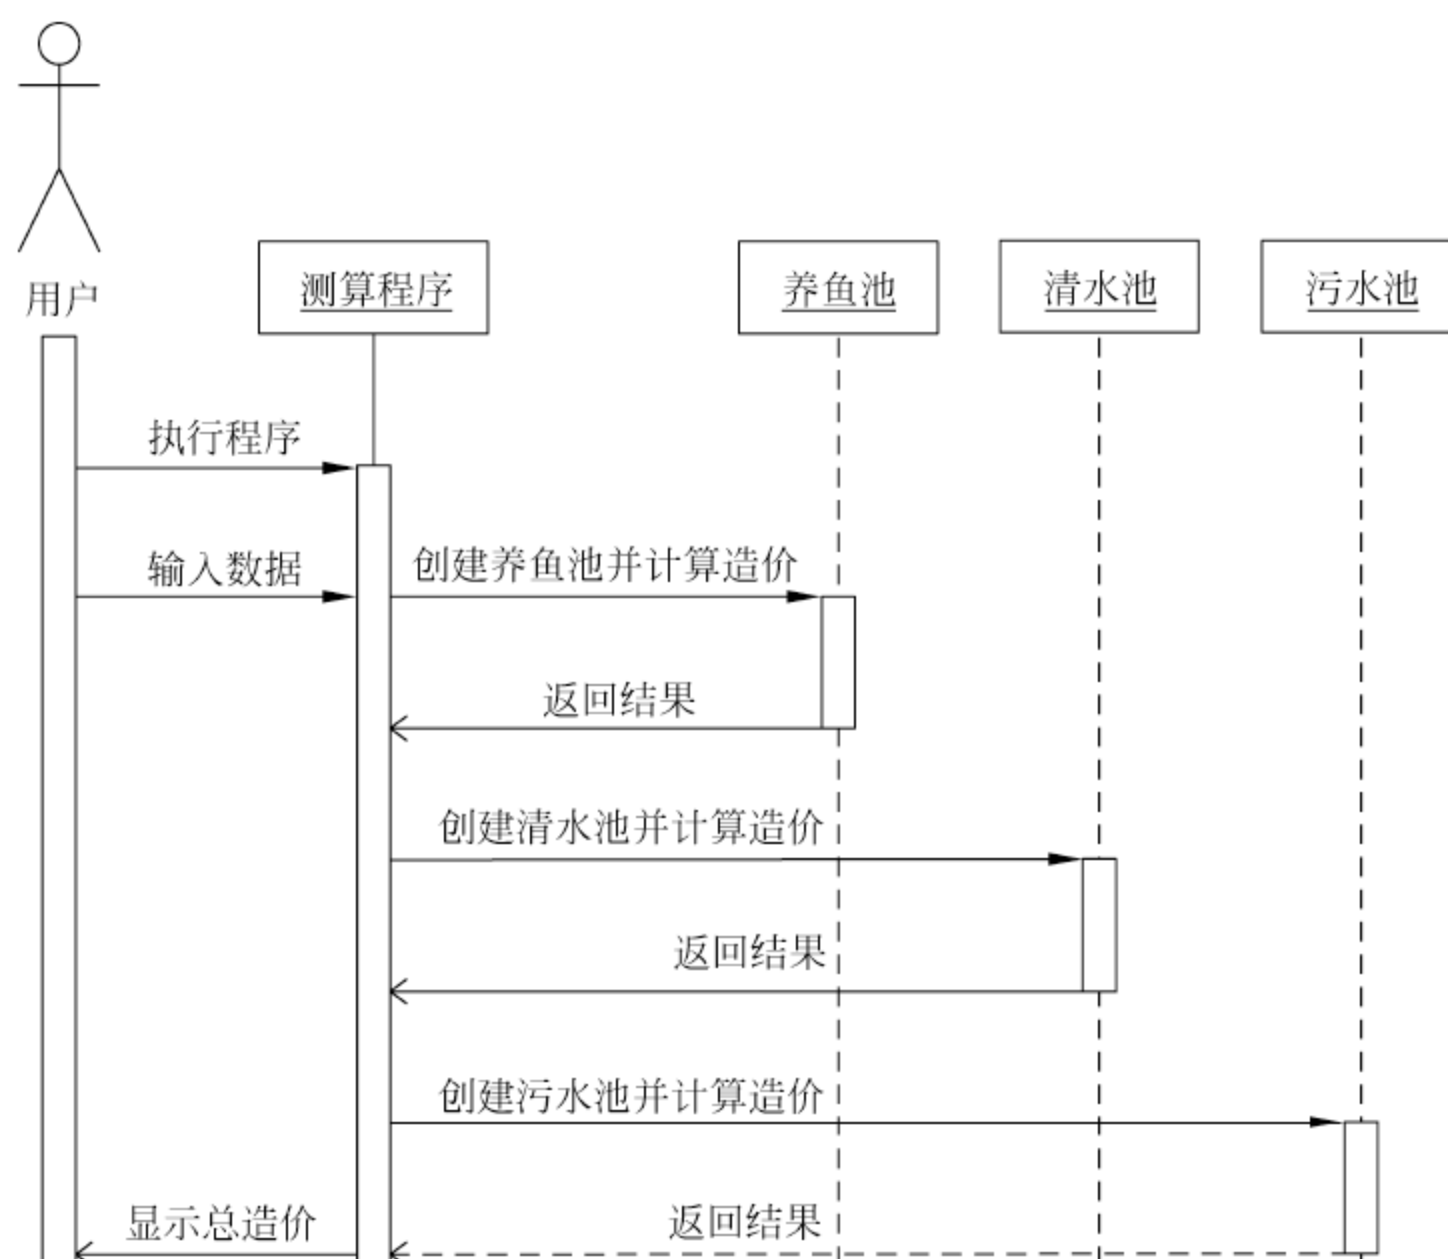 用户
测算程序
养鱼池
清水池
污水池
执行程序
输入数据
创建养鱼池并计算造价
返回结果
创建清水池并计算造价
返回结果
创建污水池并计算造价
显示总造价
返回结果